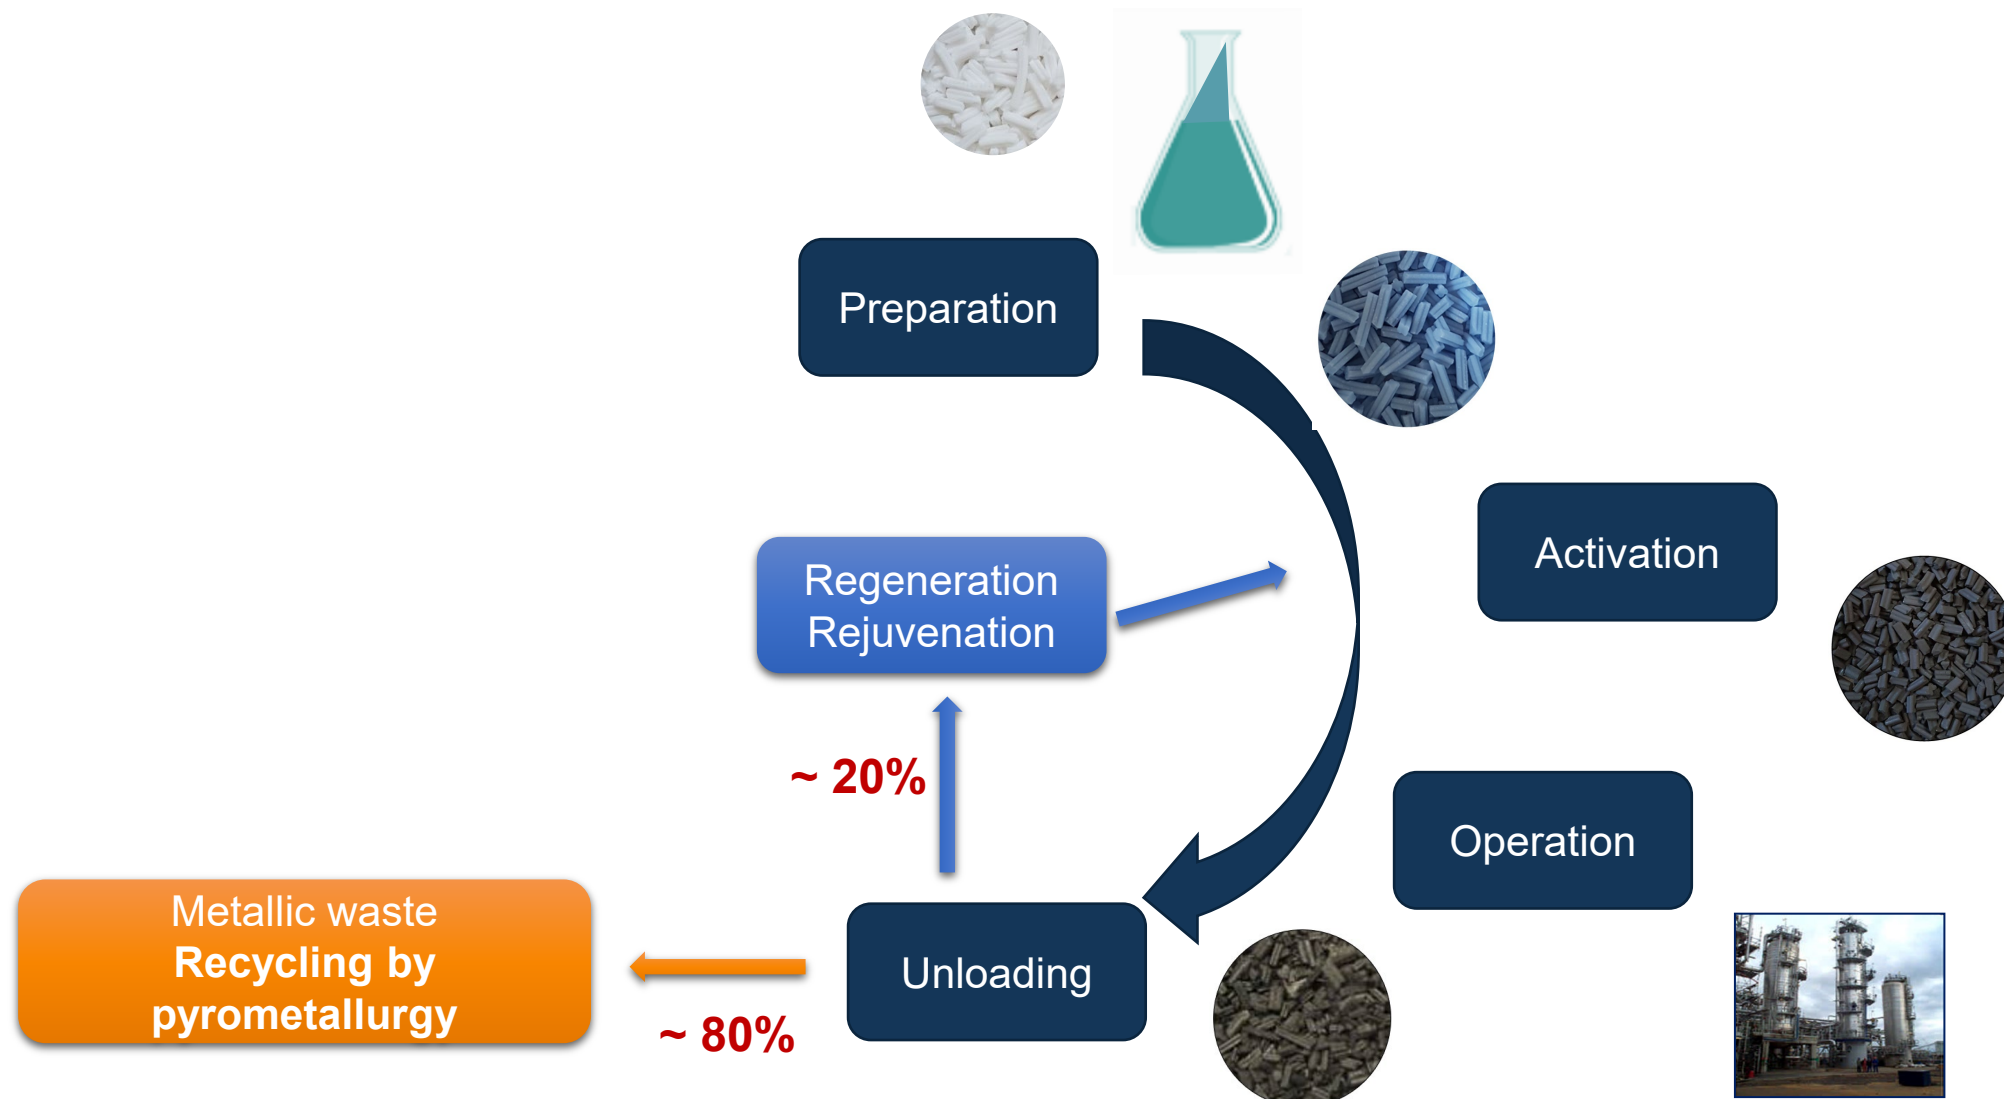 Preparation
Activation
Regeneration
Rejuvenation
~ 20%
Operation
Metallic waste
Recycling by
pyrometallurgy
~ 80%
Unloading